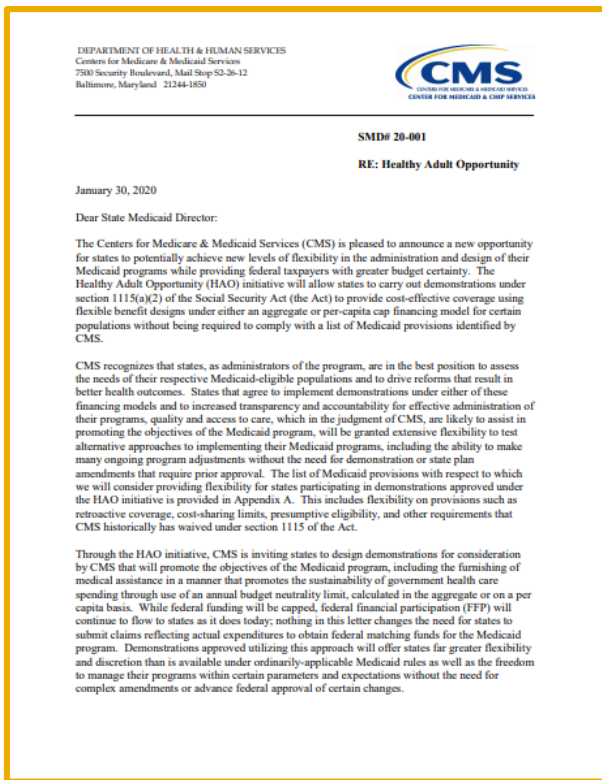 DEPARTMENT OF HEALTH & HUMAN SERVICES
Centers for Medicare & Medicaid Services
7500 Security Boulevard, Mail Stop S2-26-12
Baltimore, Maryland 21244-1850
CMS
CENTERS FOR MEDICARE & MEDICAID SERVICES
CENTER FOR MEDICAID & CHIP SERVICES
SMD# 20-001
RE: Healthy Adult Opportunity
January 30, 2020
Dear State Medicaid Director:
The Centers for Medicare & Medicaid Services (CMS) is pleased to announce a new opportunity
for states to potentially achieve new levels of flexibility in the administration and design of their
Medicaid programs while providing federal taxpayers with greater budget certainty. The
Healthy Adult Opportunity (HAO) initiative will allow states to carry out demonstrations under
section 1115(a)(2) of the Social Security Act (the Act) to provide cost-effective coverage using
flexible benefit designs under either an aggregate or per-capita cap financing model for certain
populations without being required to comply with a list of Medicaid provisions identified by
CMS.
CMS recognizes that states, as administrators of the program, are in the best position to assess
the needs of their respective Medicaid-eligible populations and to drive reforms that result in
better health outcomes. States that agree to implement demonstrations under either of these
financing models and to increased transparency and accountability for effective administration of
their programs, quality and access to care, which in the judgment of CMS, are likely to assist in
promoting the objectives of the Medicaid program, will be granted extensive flexibility to test
alternative approaches to implementing their Medicaid programs, including the ability to make
many ongoing program adjustments without the need for demonstration or state plan
amendments that require prior approval. The list of Medicaid provisions with respect to which
we will consider providing flexibility for states participating in demonstrations approved under
the HAO initiative is provided in Appendix A. This includes flexibility on provisions such as
retroactive coverage, cost-sharing limits, presumptive eligibility, and other requirements that
CMS historically has waived under section 1115 of the Act.
Through the HAO initiative, CMS is inviting states to design demonstrations for consideration
by CMS that will promote the objectives of the Medicaid program, including the furnishing of
medical assistance in a manner that promotes the sustainability of government health care
spending through use of an annual budget neutrality limit, calculated in the aggregate or on a per
capita basis. While federal funding will be capped, federal financial participation (FFP) will
continue to flow to states as it does today; nothing in this letter changes the need for states to
submit claims reflecting actual expenditures to obtain federal matching funds for the Medicaid
program. Demonstrations approved utilizing this approach will offer states far greater flexibility
and discretion than is available under ordinarily-applicable Medicaid rules as well as the freedom
to manage their programs within certain parameters and expectations without the need for
complex amendments or advance federal approval of certain changes.